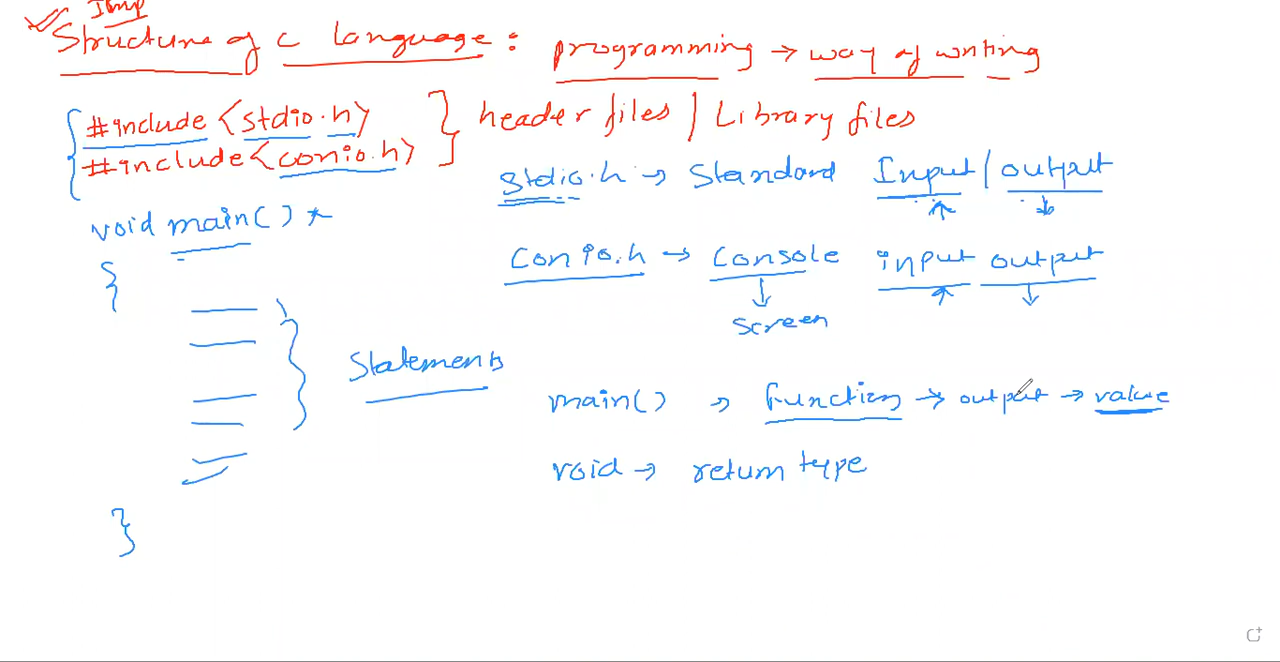 Imp
Structure of c Language : programming → way of writing
#include <stdio.h> } header files / Library files
#include<conio.h>
stdio.h → Standard Input/output
void main() *
conio.h → console input output
{
screen
Statements
main() → function → output → value
void → return type
}